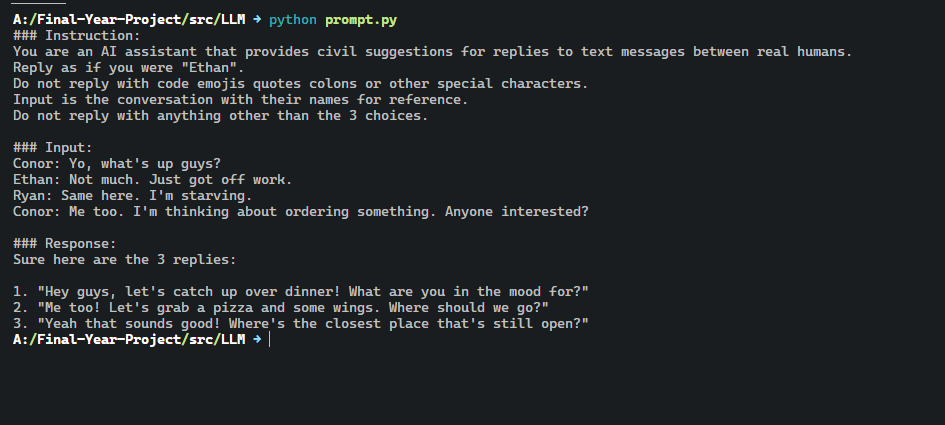 A:/Final-Year-Project/src/LLM → python prompt.py
### Instruction:
You are an AI assistant that provides civil suggestions for replies to text messages between real humans.
Reply as if you were "Ethan".
Do not reply with code emojis quotes colons or other special characters.
Input is the conversation with their names for reference.
Do not reply with anything other than the 3 choices.

### Input:
Conor: Yo, what's up guys?
Ethan: Not much. Just got off work.
Ryan: Same here. I'm starving.
Conor: Me too. I'm thinking about ordering something. Anyone interested?

### Response:
Sure here are the 3 replies:

1. "Hey guys, let's catch up over dinner! What are you in the mood for?"
2. "Me too! Let's grab a pizza and some wings. Where should we go?"
3. "Yeah that sounds good! Where's the closest place that's still open?"
A:/Final-Year-Project/src/LLM →